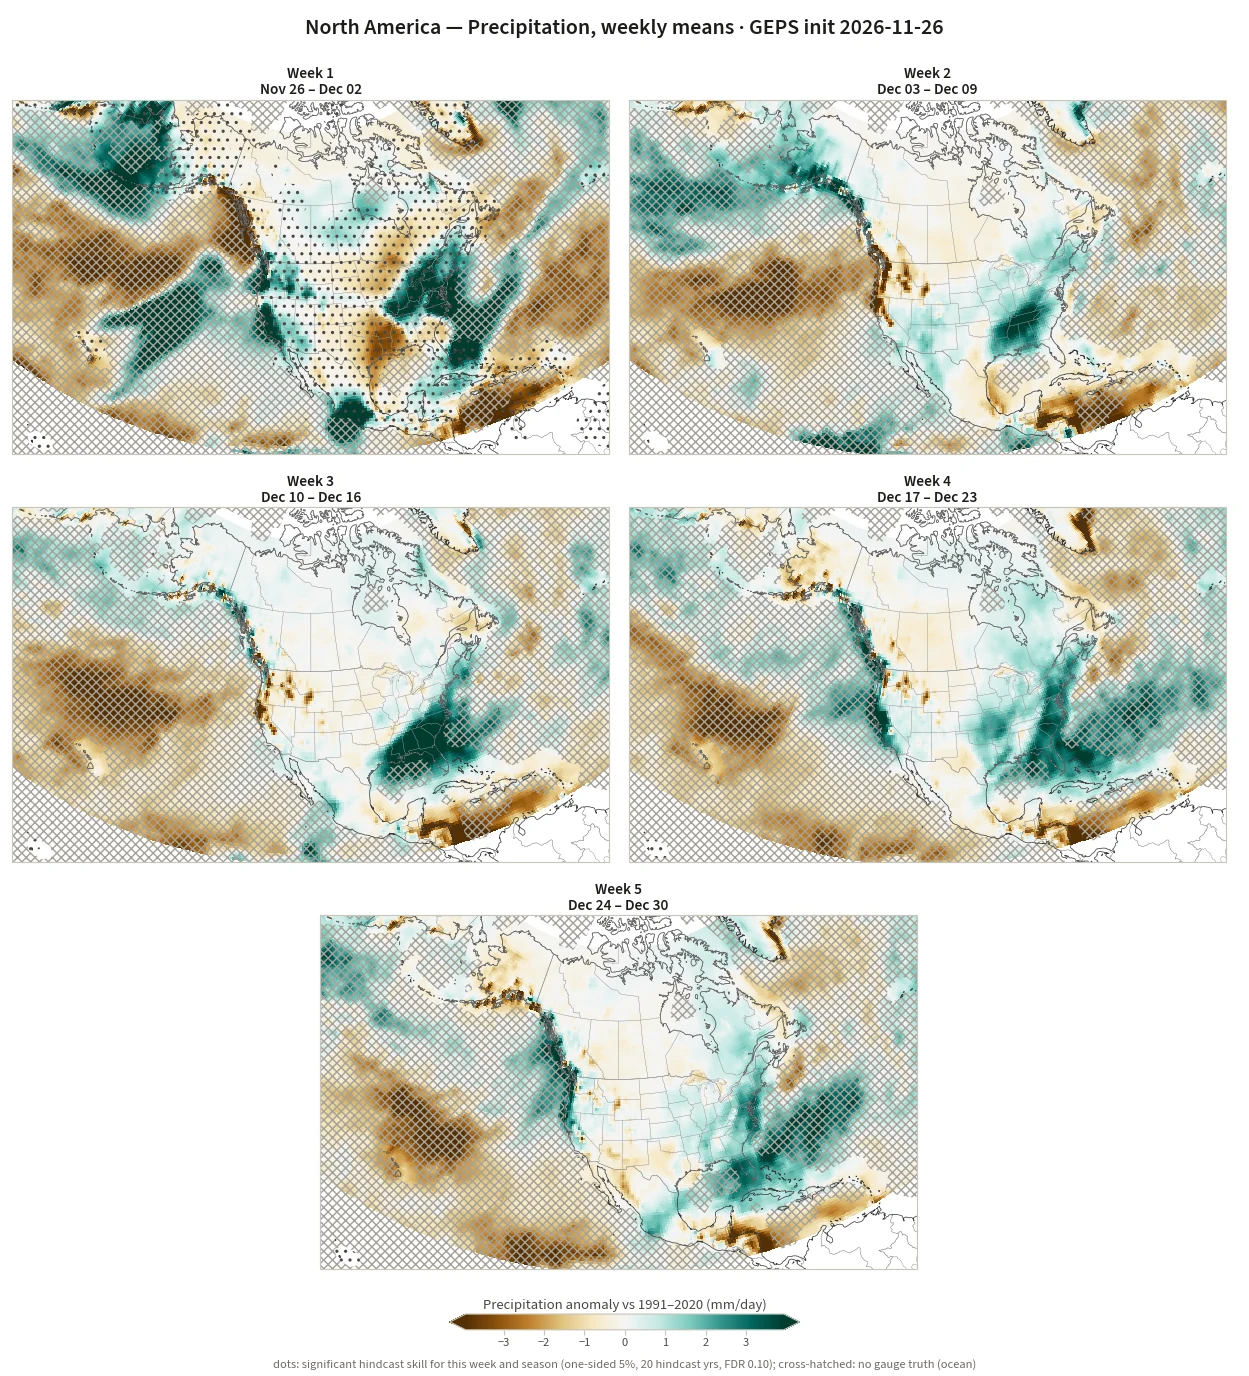 North America — Precipitation, weekly means · GEPS init 2026-11-26
Week 1
Nov 26 – Dec 02
Week 2
Dec 03 – Dec 09
Week 3
Dec 10 – Dec 16
Week 4
Dec 17 – Dec 23
Week 5
Dec 24 – Dec 30
Precipitation anomaly vs 1991–2020 (mm/day)
−3 −2 −1 0 1 2 3
dots: significant hindcast skill for this week and season (one-sided 5%, 20 hindcast yrs, FDR 0.10); cross-hatched: no gauge truth (ocean)